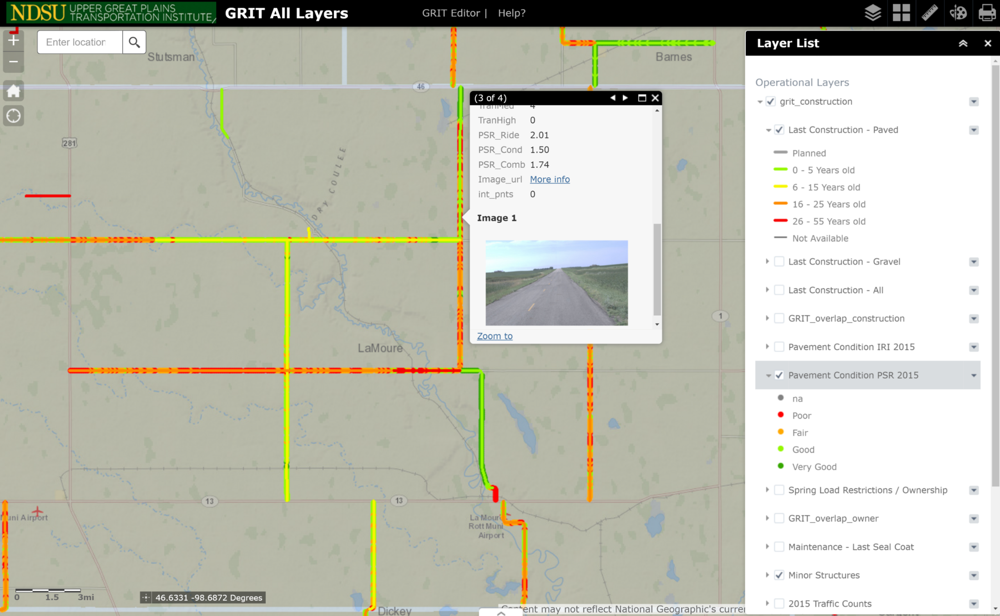 NDSU UPPER GREAT PLAINS
TRANSPORTATION INSTITUTE
GRIT All Layers
GRIT Editor |
Help?
+
−
Enter location
Stutsman
46
Barnes
281
DRY COULEE
LaMoure
1
13
13
Muni Airport
La Moure
Rott Muni
Airport
Dickey
0 1.5 3mi
46.6331 -98.6872 Degrees
Content may not reflect National Geographic's curren
(3 of 4)
TranMed 4
TranHigh 0
PSR_Ride 2.01
PSR_Cond 1.50
PSR_Comb 1.74
Image_url More info
int_pnts 0
Image 1
Zoom to
Layer List
Operational Layers
grit_construction
Last Construction - Paved
Planned
0 - 5 Years old
6 - 15 Years old
16 - 25 Years old
26 - 55 Years old
Not Available
Last Construction - Gravel
Last Construction - All
GRIT_overlap_construction
Pavement Condition IRI 2015
Pavement Condition PSR 2015
na
Poor
Fair
Good
Very Good
Spring Load Restrictions / Ownership
GRIT_overlap_owner
Maintenance - Last Seal Coat
Minor Structures
2015 Traffic Counts